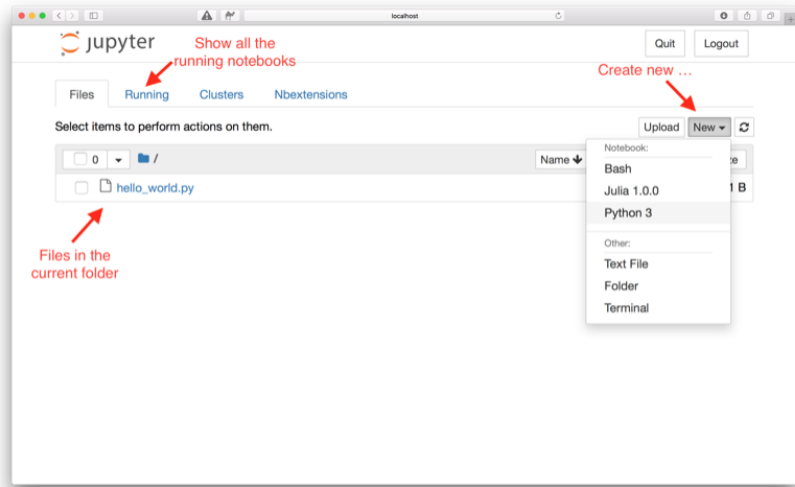 localhost
jupyter
Show all the
running notebooks
Quit
Logout
Create new ...
Files
Running
Clusters
Nbextensions
Select items to perform actions on them.
Upload
New
0
/
Name
ze
hello_world.py
1 B
Notebook:
Bash
Julia 1.0.0
Python 3
Other:
Text File
Folder
Terminal
Files in the
current folder